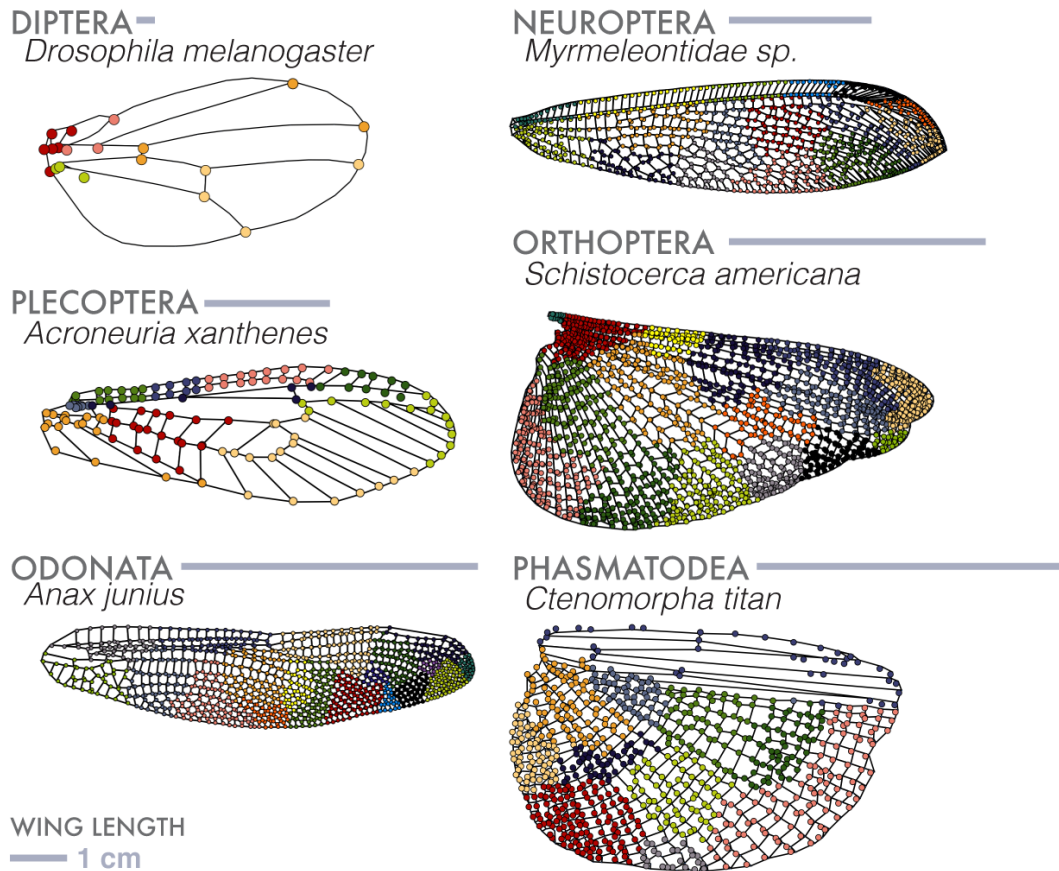 DIPTERA
Drosophila melanogaster
NEUROPTERA
Myrmeleontidae sp.
PLECOPTERA
Acroneuria xanthenes
ORTHOPTERA
Schistocerca americana
ODONATA
Anax junius
PHASMATODEA
Ctenomorpha titan
WING LENGTH
1 cm